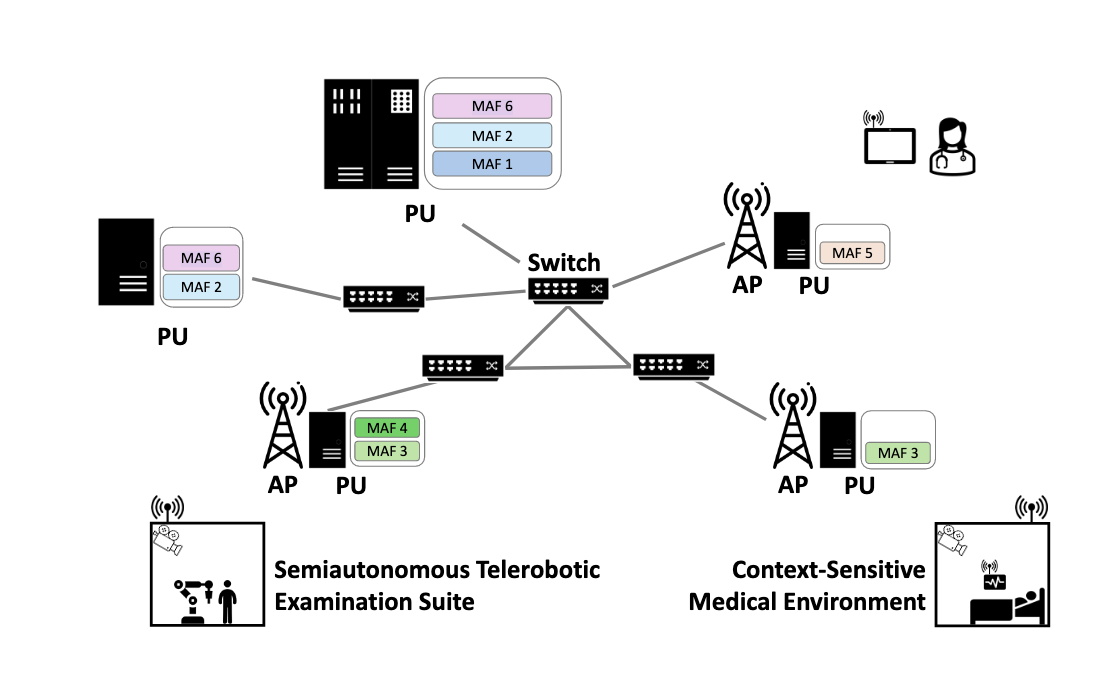 MAF 6
MAF 2
MAF 1
PU
MAF 6
MAF 2
PU
Switch
MAF 5
AP
PU
MAF 4
MAF 3
AP
PU
MAF 3
AP
PU
Semiautonomous Telerobotic
Examination Suite
Context-Sensitive
Medical Environment